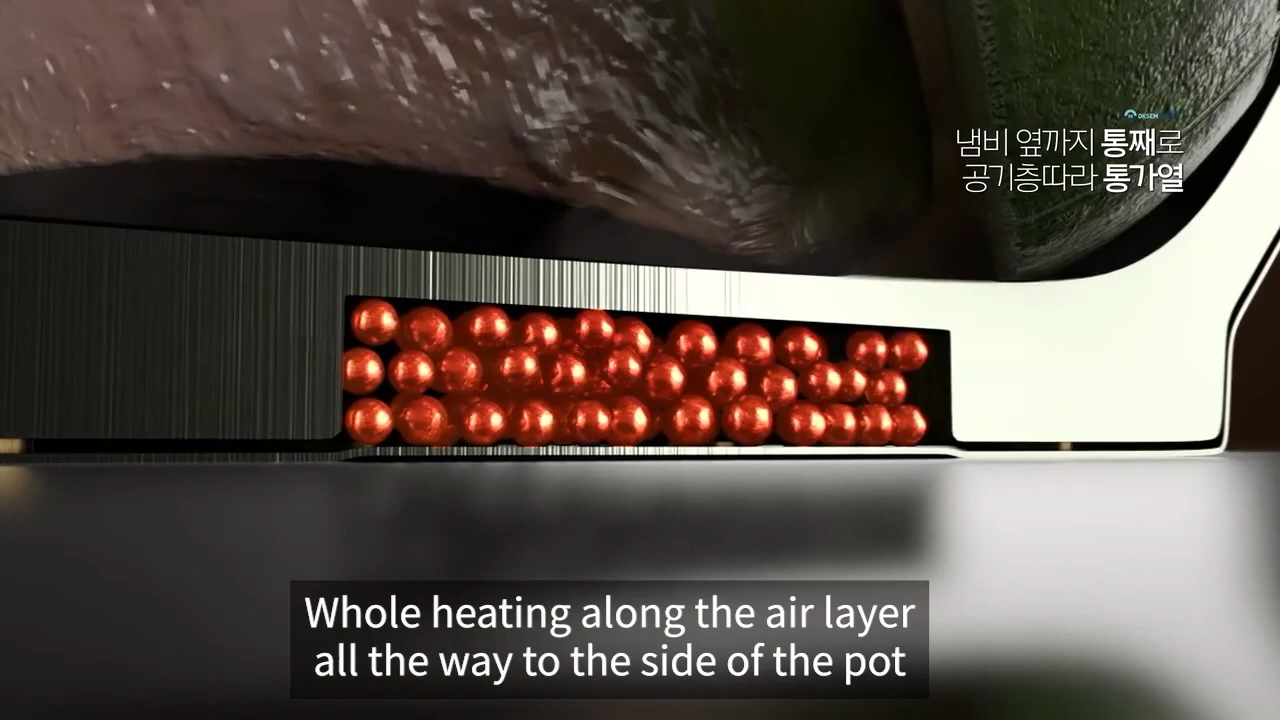 DKSEM
냄비 옆까지 통째로
공기층따라 통가열
Whole heating along the air layer
all the way to the side of the pot